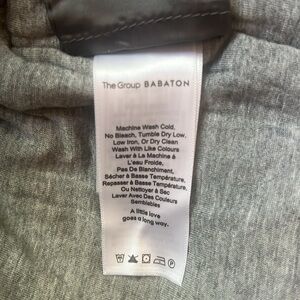 The Group BABATON
Machine Wash Cold,
No Bleach, Tumble Dry Low,
Low Iron, Or Dry Clean
Wash With Like Colours
Laver à La Machine à
L'eau Froide,
Pas De Blanchiment,
Sécher à Basse Température,
Repasser à Basse Température,
Ou Nettoyer à Sec
Lavez Avec Des Couleurs
Semblables
A little love
goes a long way.
P